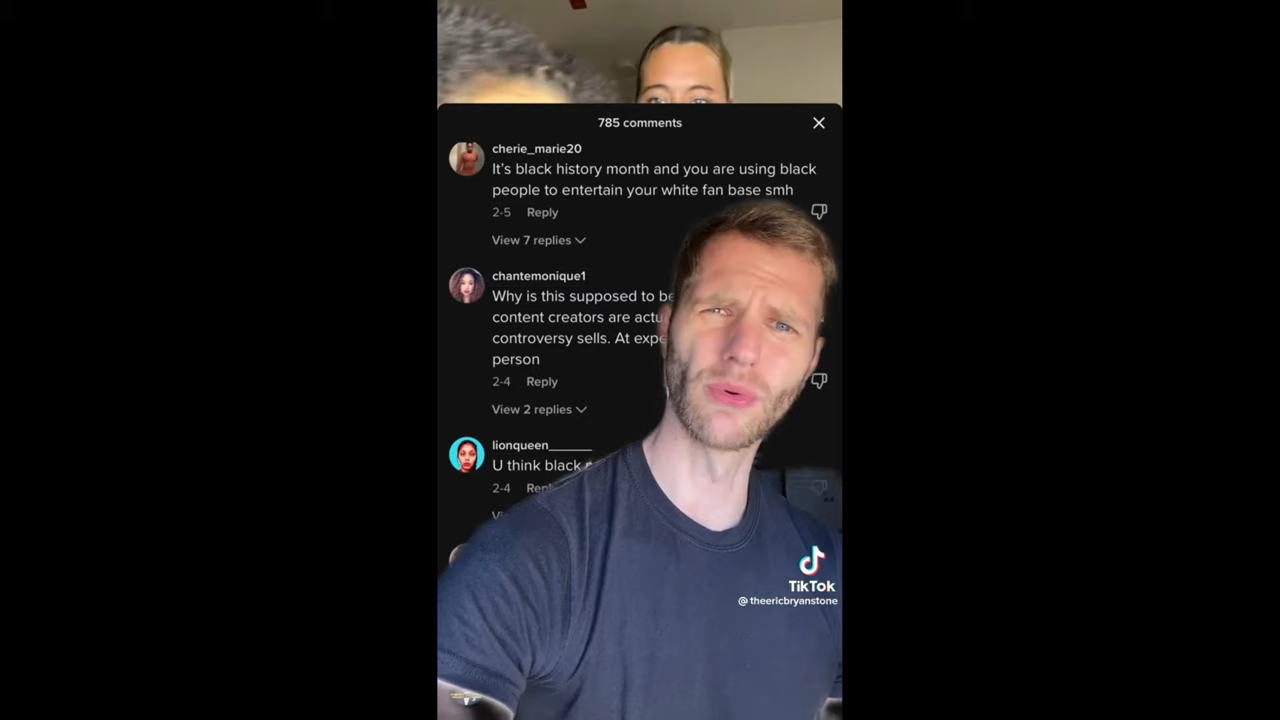 785 comments
cherie_marie20
It's black history month and you are using black
people to entertain your white fan base smh
2-5 Reply
View 7 replies
chantemonique1
Why is this supposed to be
content creators are actu
controversy sells. At expe
person
2-4 Reply
View 2 replies
lionqueen______
U think black
2-4 Repl
TikTok
@ theericbryanstone